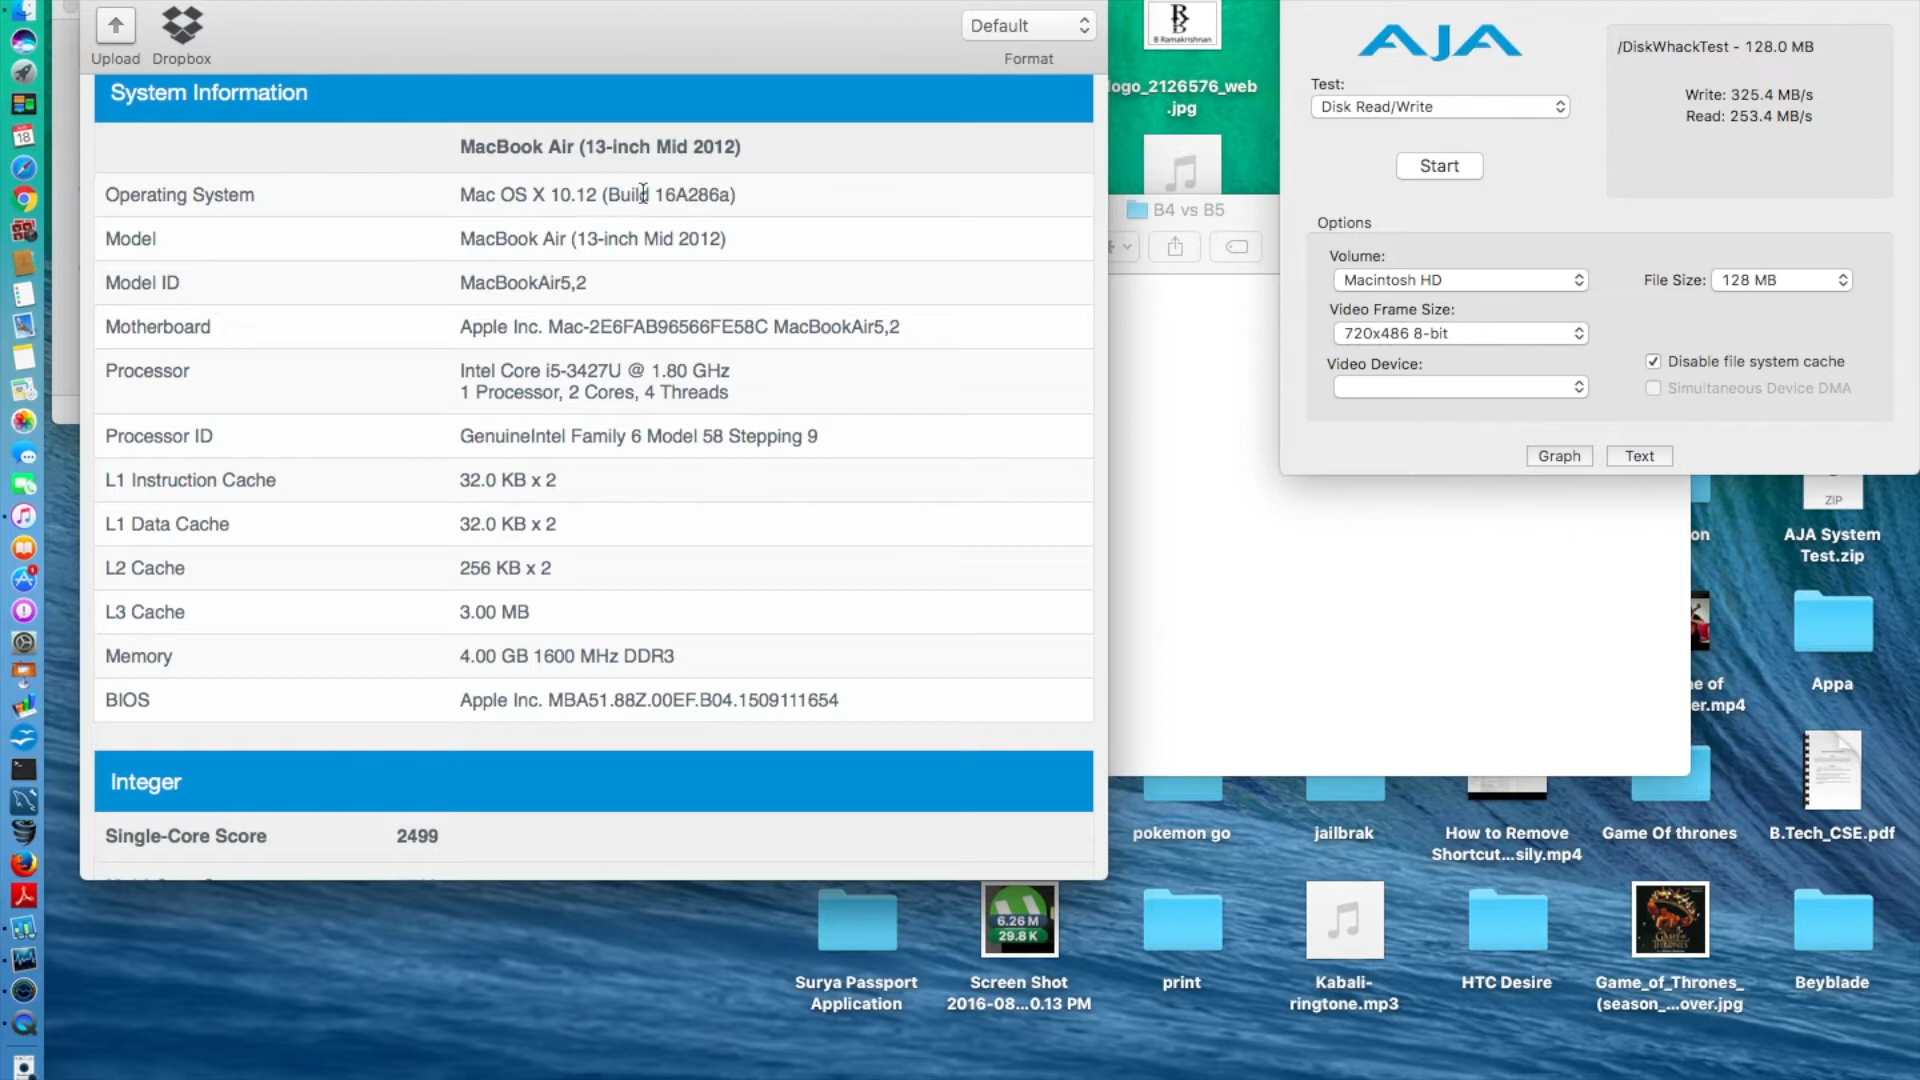 Upload
Dropbox
Default
Format
System Information
MacBook Air (13-inch Mid 2012)
Operating System
Mac OS X 10.12 (Build 16A286a)
Model
MacBook Air (13-inch Mid 2012)
Model ID
MacBookAir5,2
Motherboard
Apple Inc. Mac-2E6FAB96566FE58C MacBookAir5,2
Processor
Intel Core i5-3427U @ 1.80 GHz
1 Processor, 2 Cores, 4 Threads
Processor ID
GenuineIntel Family 6 Model 58 Stepping 9
L1 Instruction Cache
32.0 KB x 2
L1 Data Cache
32.0 KB x 2
L2 Cache
256 KB x 2
L3 Cache
3.00 MB
Memory
4.00 GB 1600 MHz DDR3
BIOS
Apple Inc. MBA51.88Z.00EF.B04.1509111654
Integer
Single-Core Score
2499
B
B Ramakrishnan
logo_2126576_web
.jpg
B4 vs B5
AJA
/DiskWhackTest - 128.0 MB
Write: 325.4 MB/s
Read: 253.4 MB/s
Test:
Disk Read/Write
Start
Options
Volume:
Macintosh HD
File Size:
128 MB
Video Frame Size:
720x486 8-bit
Video Device:
Disable file system cache
Simultaneous Device DMA
Graph
Text
ZIP
on
AJA System
Test.zip
e of
er.mp4
Appa
pokemon go
jailbrak
How to Remove
Shortcut...sily.mp4
Game Of thrones
B.Tech_CSE.pdf
6.26 M
29.8 K
GAME OF
THRONES
Surya Passport
Application
Screen Shot
2016-08...0.13 PM
print
Kabali-
ringtone.mp3
HTC Desire
Game_of_Thrones_
(season_...over.jpg
Beyblade
18
1